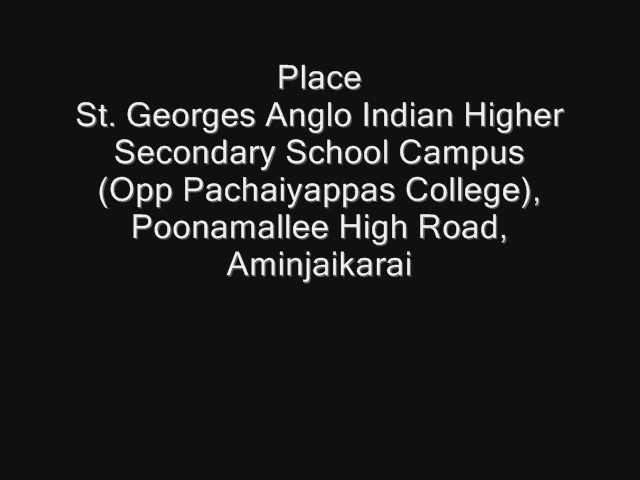 Place
St. Georges Anglo Indian Higher
Secondary School Campus
(Opp Pachaiyappas College),
Poonamallee High Road,
Aminjaikarai